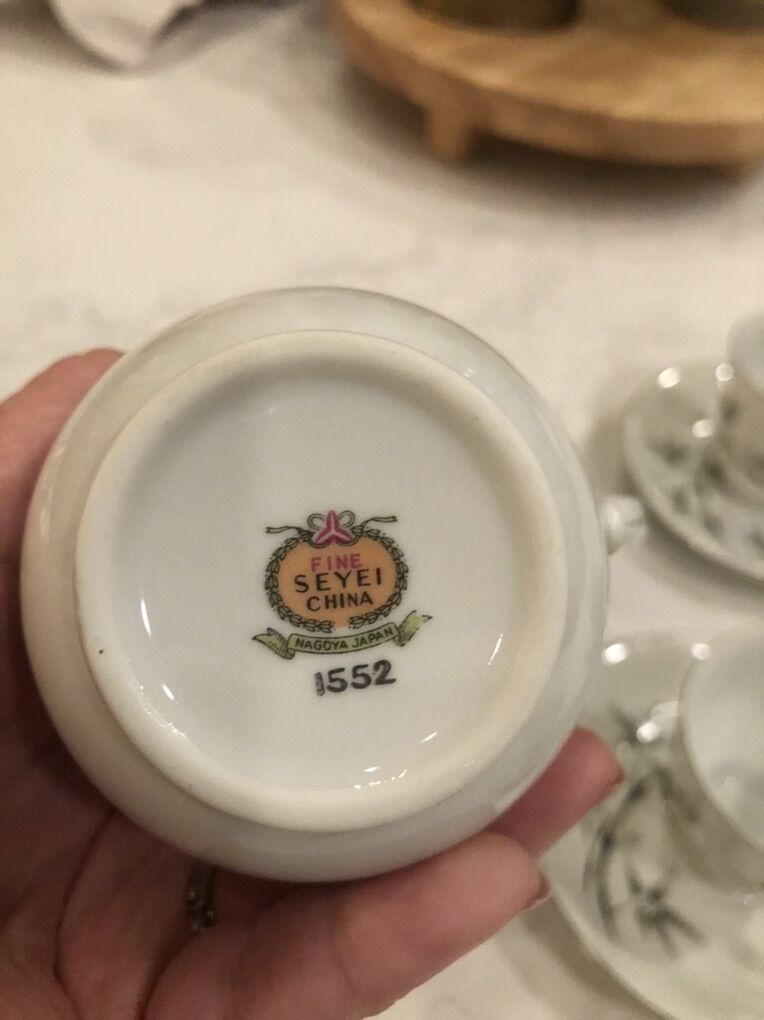 FINE
SEYEI
CHINA
NAGOYA JAPAN
1552